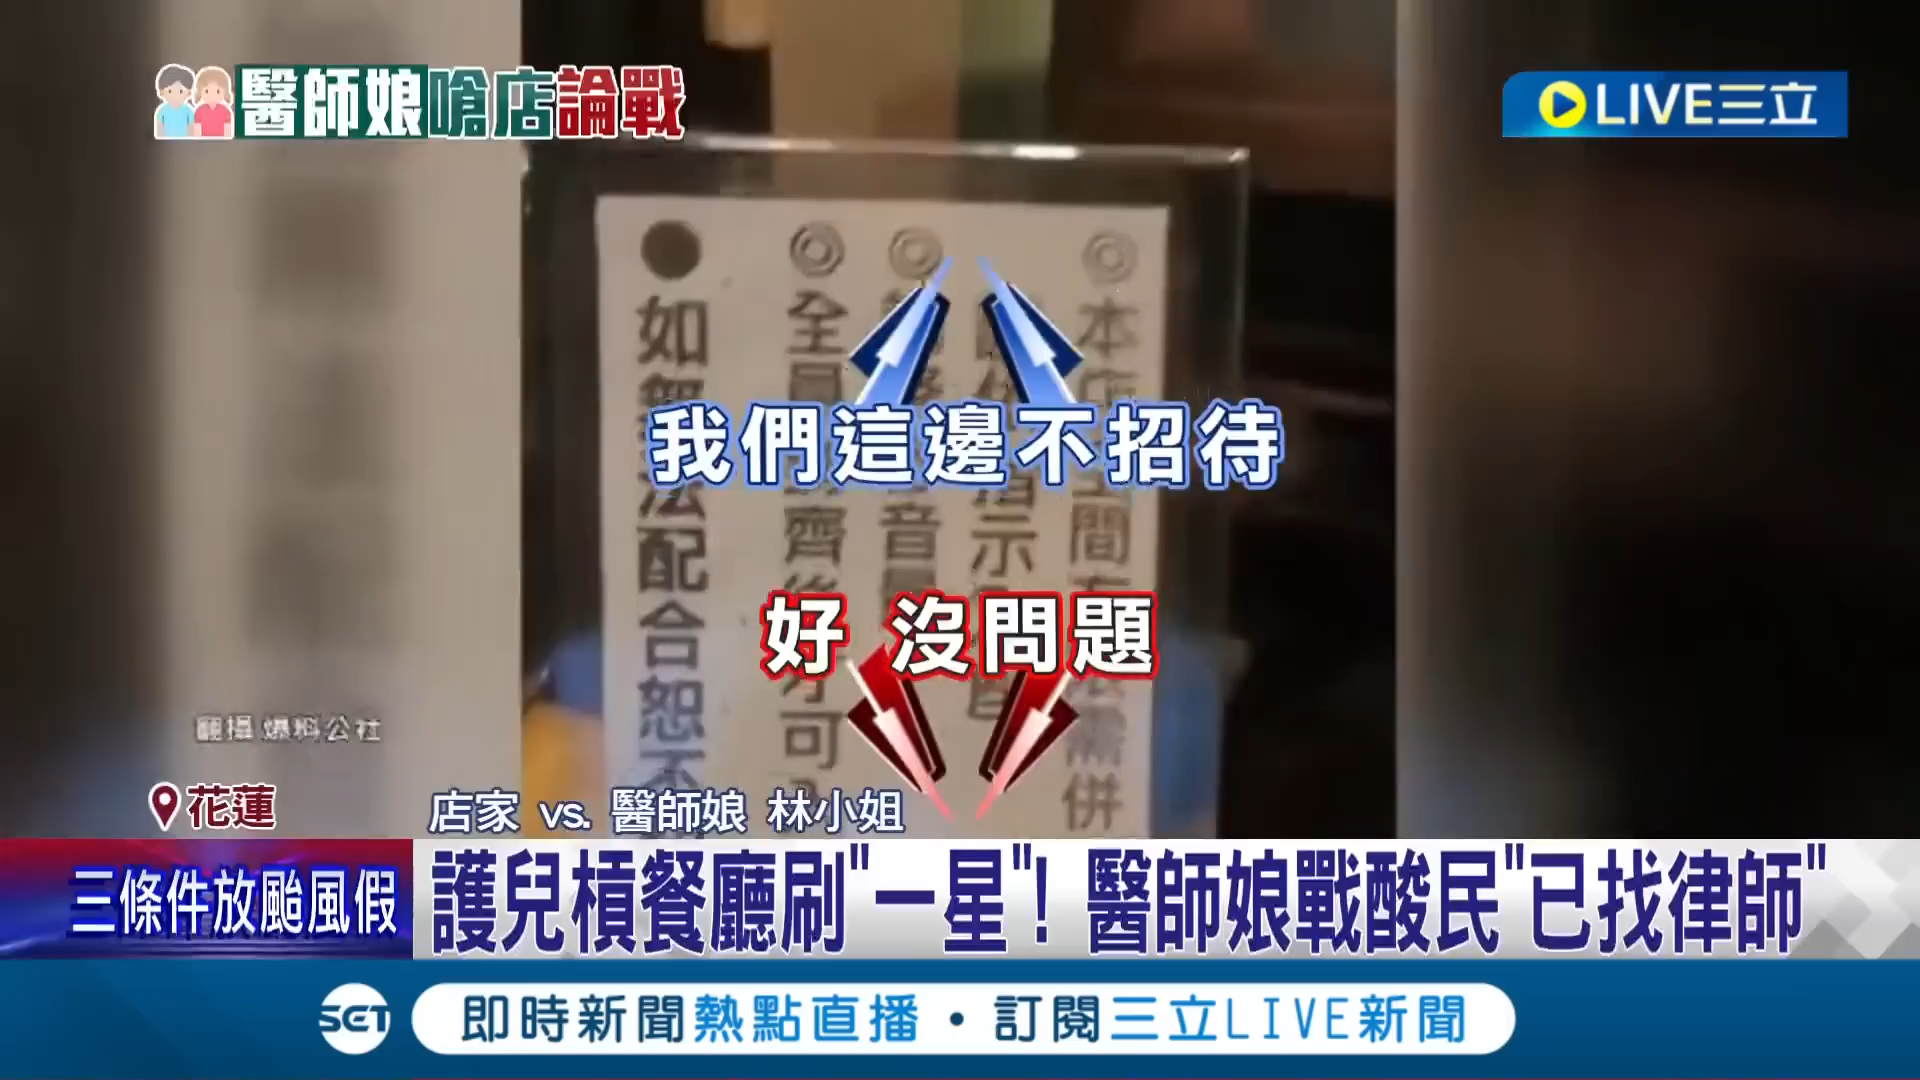 醫師娘嗆店論戰
LIVE三立
我們這邊不招待
好 沒問題
翻攝 爆料公社
花蓮
店家 vs. 醫師娘 林小姐
三條件放颱風假
護兒槓餐廳刷"一星"! 醫師娘戰酸民"已找律師"
SET
即時新聞熱點直播・訂閱三立LIVE新聞